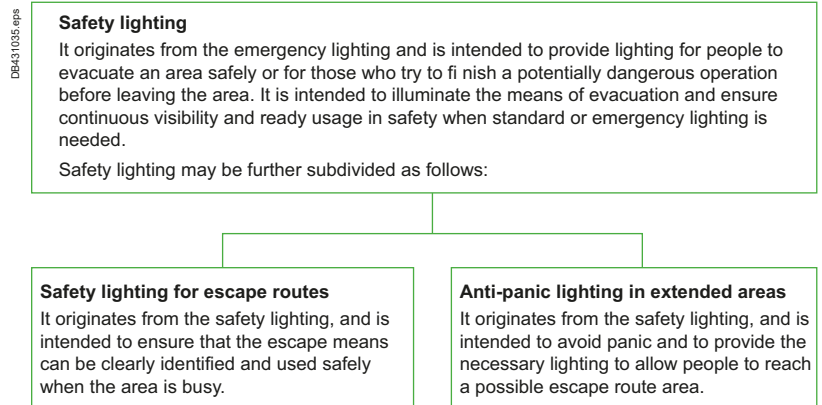 DB431035.eps
Safety lighting
It originates from the emergency lighting and is intended to provide lighting for people to
evacuate an area safely or for those who try to fi nish a potentially dangerous operation
before leaving the area. It is intended to illuminate the means of evacuation and ensure
continuous visibility and ready usage in safety when standard or emergency lighting is
needed.
Safety lighting may be further subdivided as follows:
Safety lighting for escape routes
It originates from the safety lighting, and is
intended to ensure that the escape means
can be clearly identified and used safely
when the area is busy.
Anti-panic lighting in extended areas
It originates from the safety lighting, and is
intended to avoid panic and to provide the
necessary lighting to allow people to reach
a possible escape route area.